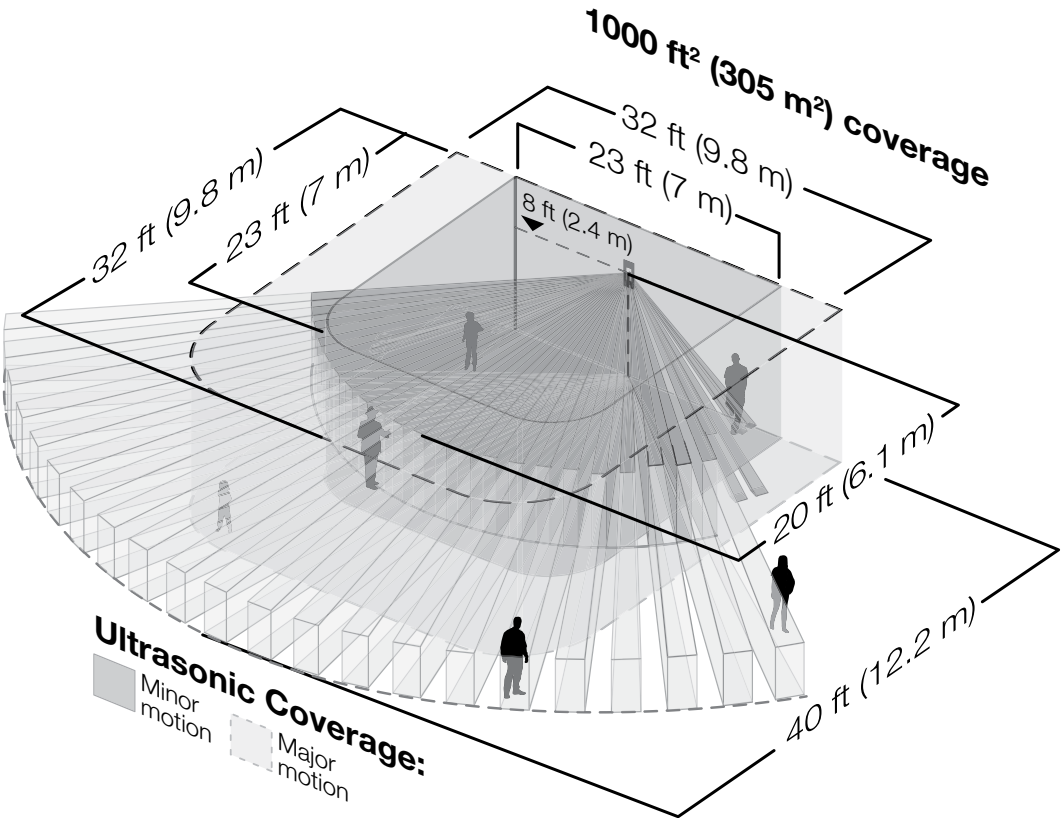 1000 ft² (305 m²) coverage
32 ft (9.8 m)
23 ft (7 m)
32 ft (9.8 m)
23 ft (7 m)
8 ft (2.4 m)
20 ft (6.1 m)
40 ft (12.2 m)
Ultrasonic Coverage:
Minor
motion
Major
motion